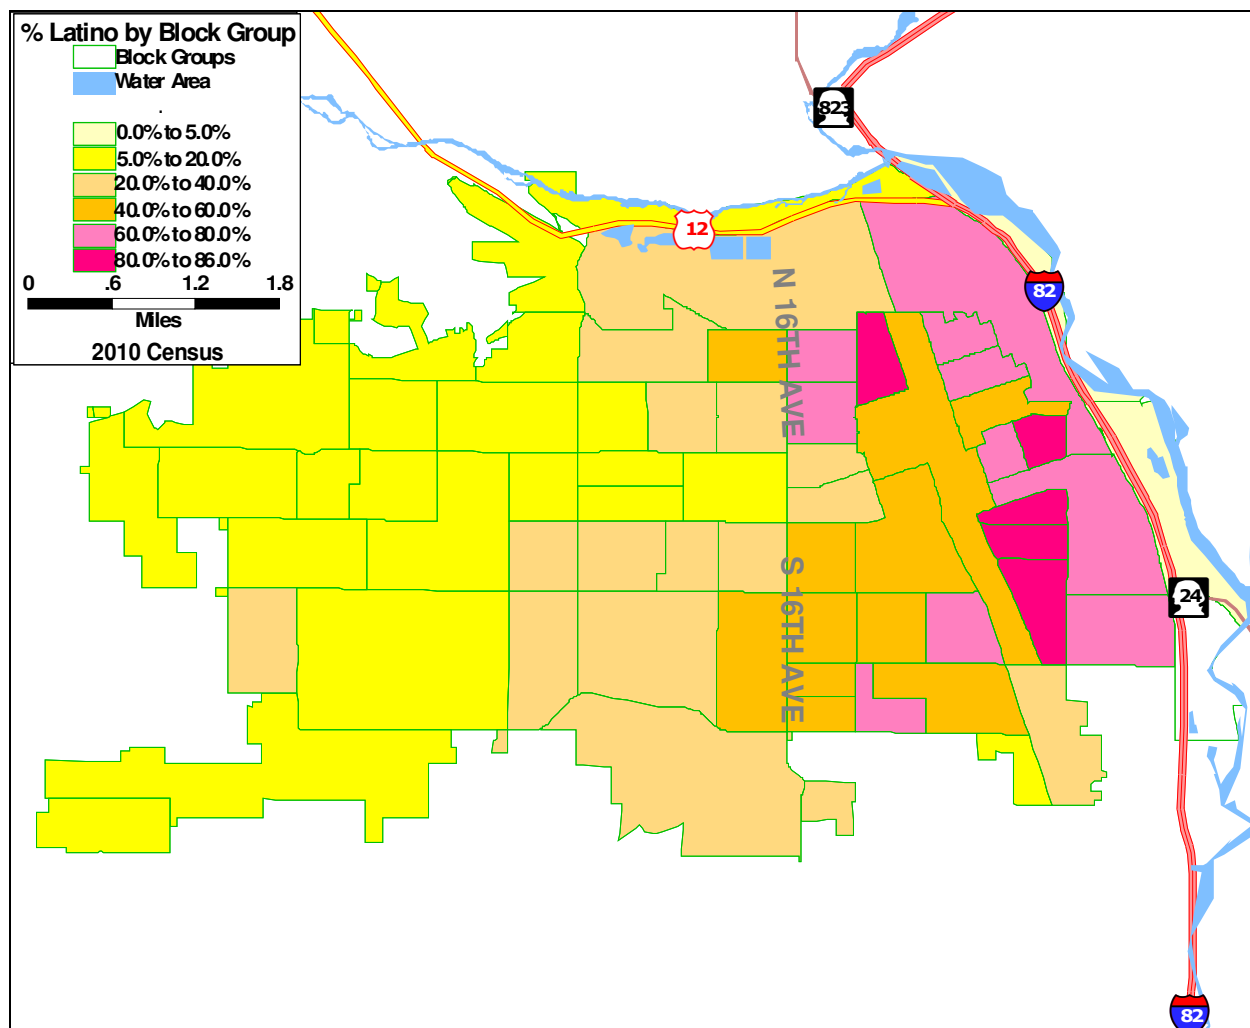 % Latino by Block Group
Block Groups
Water Area
.
0.0% to 5.0%
5.0% to 20.0%
20.0% to 40.0%
40.0% to 60.0%
60.0% to 80.0%
80.0% to 86.0%
0 .6 1.2 1.8
Miles
2010 Census
823
12
82
N 16TH AVE
S 16TH AVE
24
82